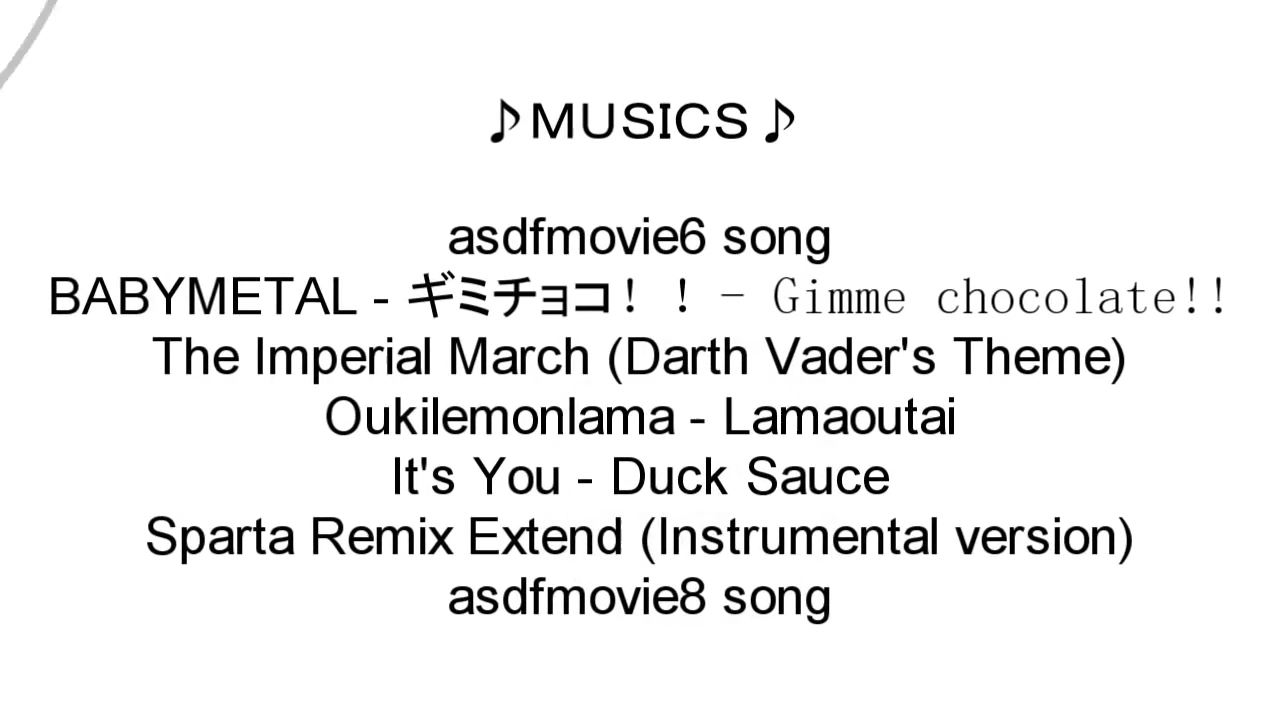 ♪MUSICS♪
asdfmovie6 song
BABYMETAL - ギミチョコ！！ - Gimme chocolate!!
The Imperial March (Darth Vader's Theme)
Oukilemonlama - Lamaoutai
It's You - Duck Sauce
Sparta Remix Extend (Instrumental version)
asdfmovie8 song